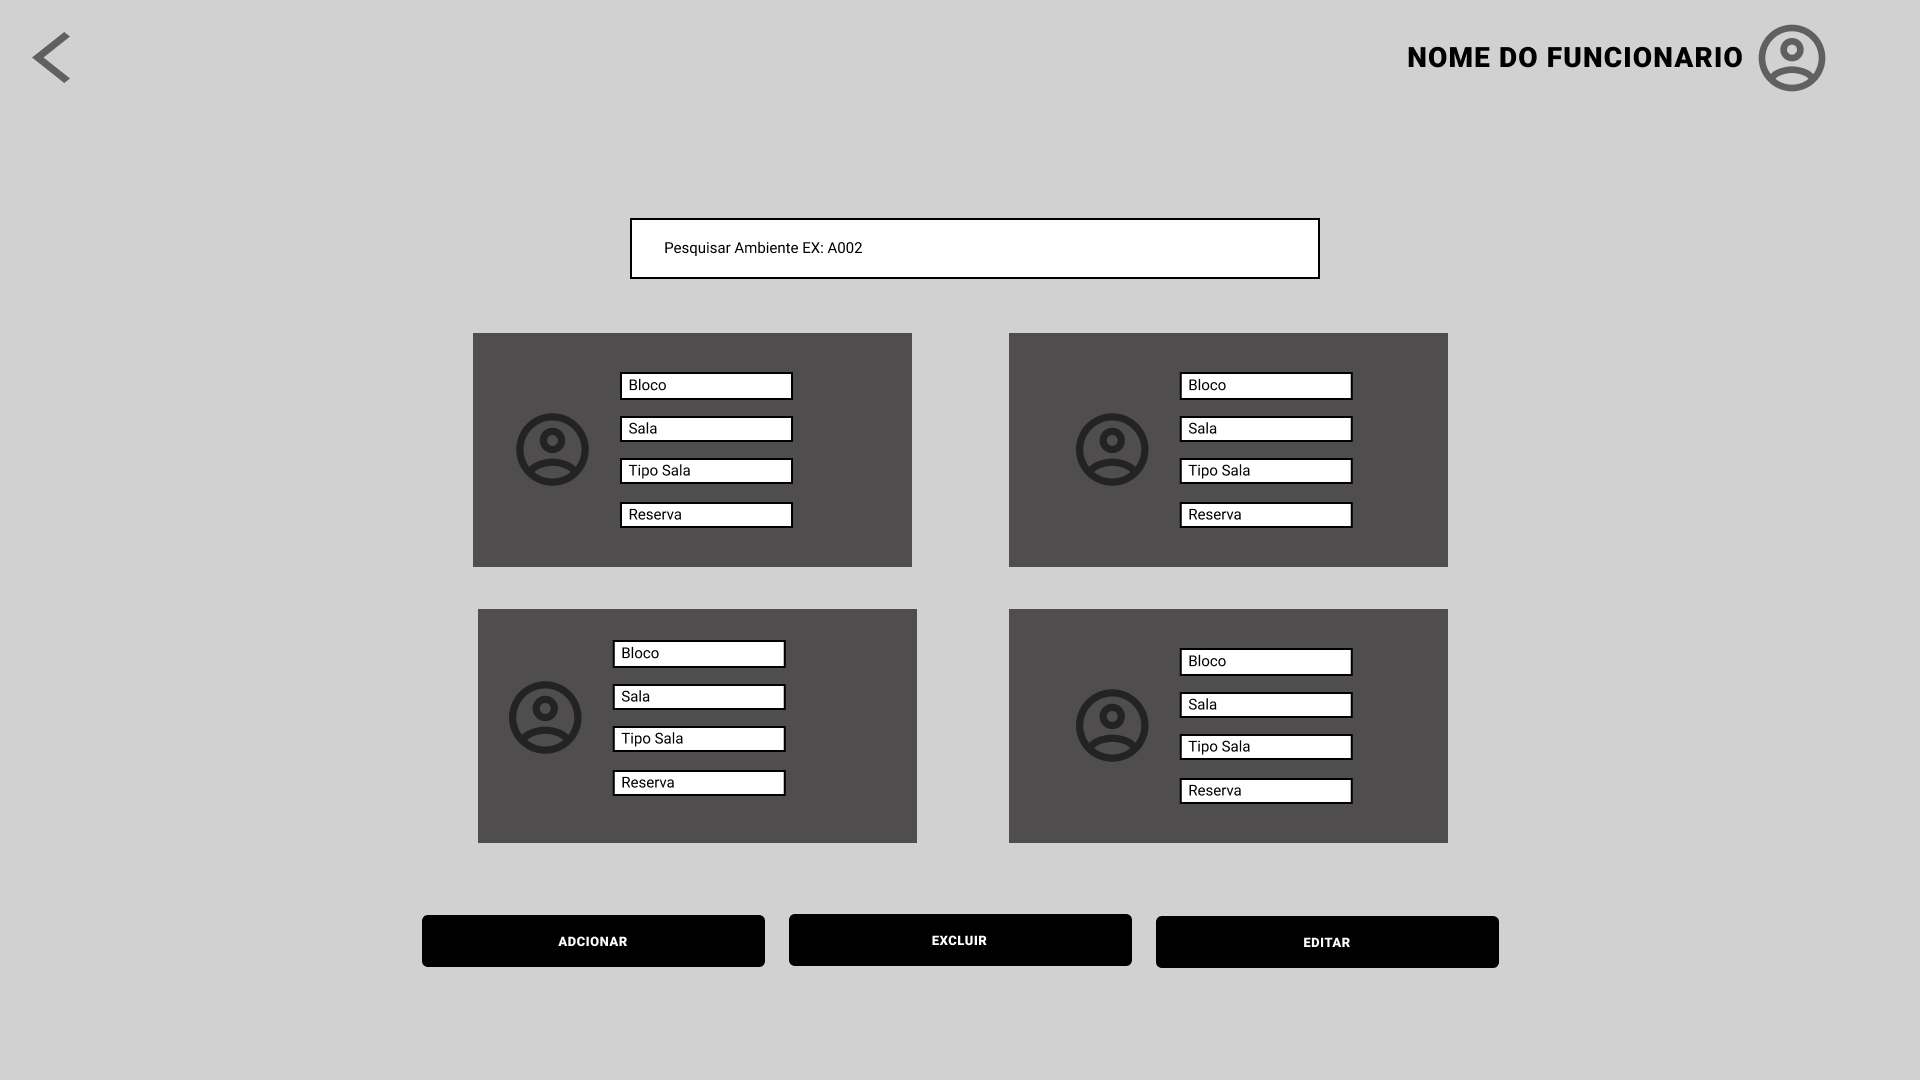 NOME DO FUNCIONARIO
Pesquisar Ambiente EX: A002
Bloco
Sala
Tipo Sala
Reserva
Bloco
Sala
Tipo Sala
Reserva
Bloco
Sala
Tipo Sala
Reserva
Bloco
Sala
Tipo Sala
Reserva
ADCIONAR
EXCLUIR
EDITAR